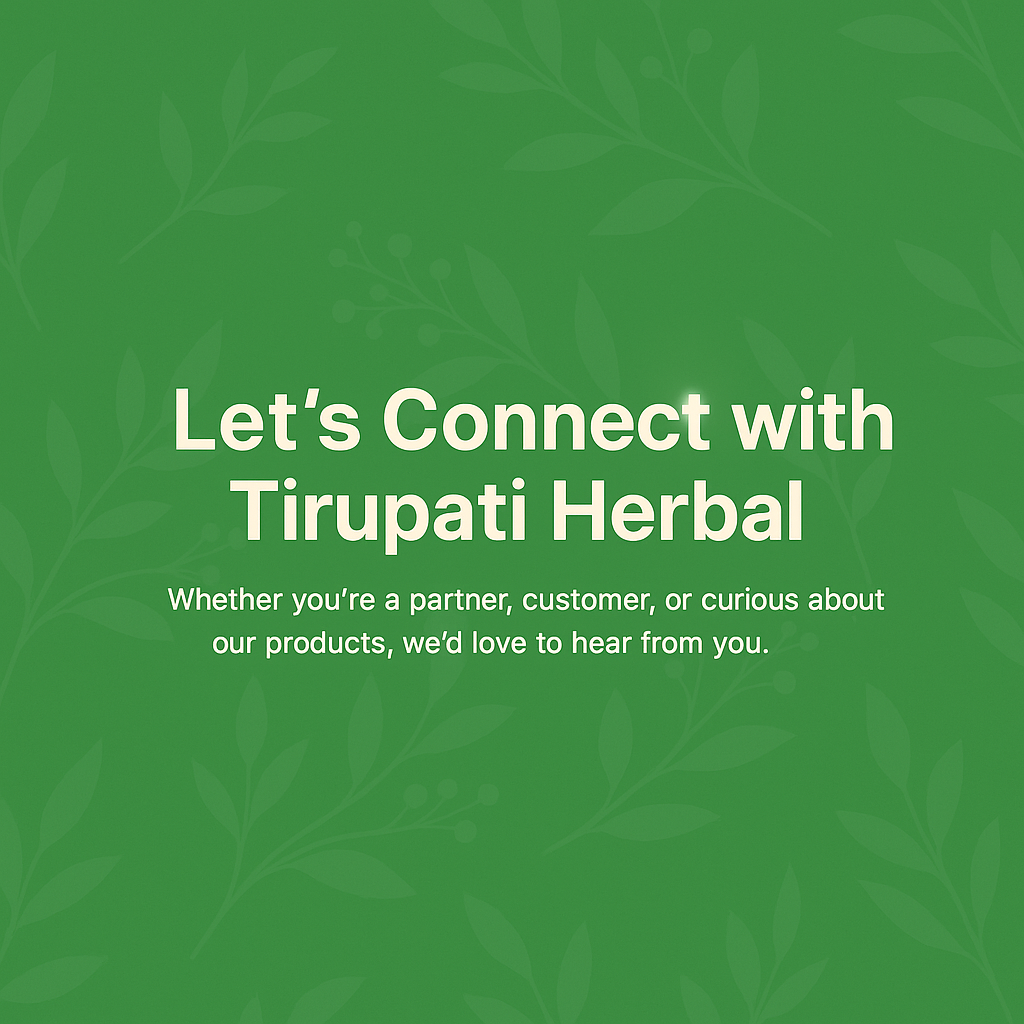 Let’s Connect with
Tirupati Herbal
Whether you’re a partner, customer, or curious about
our products, we’d love to hear from you.